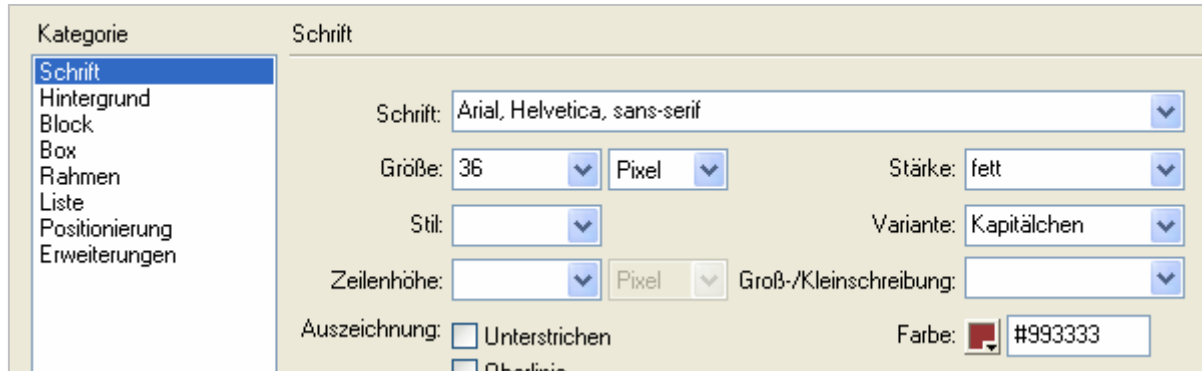 Kategorie
Schrift
Hintergrund
Block
Box
Rahmen
Liste
Positionierung
Erweiterungen
Schrift
Schrift: Arial, Helvetica, sans-serif
Größe: 36 Pixel Stärke: fett
Stil: Variante: Kapitälchen
Zeilenhöhe: Pixel Groß-/Kleinschreibung:
Auszeichnung: Unterstrichen Farbe: #993333